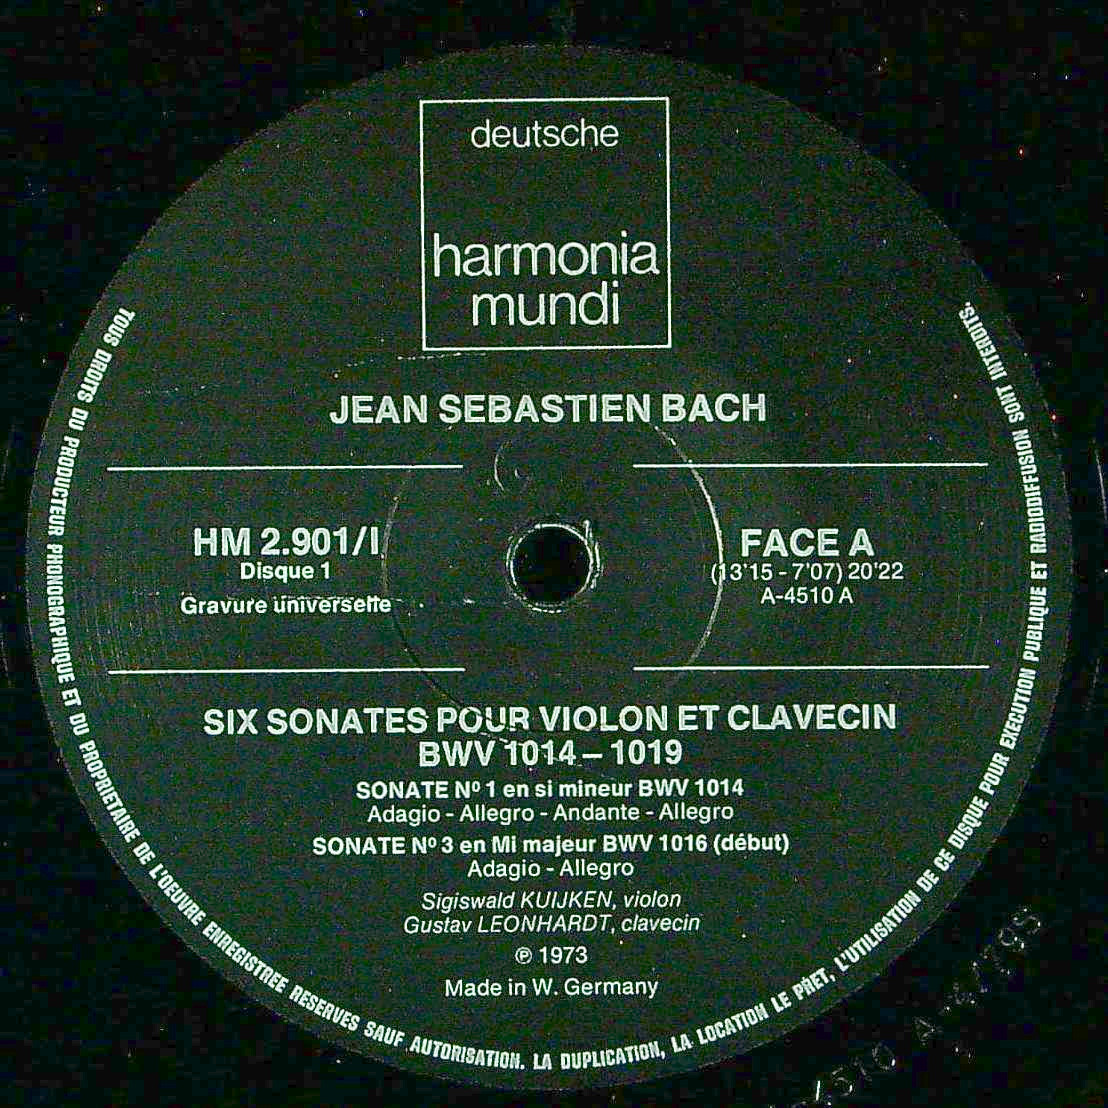 deutsche
harmonia
mundi
JEAN SEBASTIEN BACH
HM 2.901/I
Disque 1
Gravure universelle
FACE A
(13'15 - 7'07) 20'22
A-4510 A
SIX SONATES POUR VIOLON ET CLAVECIN
BWV 1014 – 1019
SONATE Nº 1 en si mineur BWV 1014
Adagio - Allegro - Andante - Allegro
SONATE Nº 3 en Mi majeur BWV 1016 (début)
Adagio - Allegro
Sigiswald KUIJKEN, violon
Gustav LEONHARDT, clavecin
℗ 1973
Made in W. Germany
TOUS DROITS DU PRODUCTEUR PHONOGRAPHIQUE ET DU PROPRIETAIRE DE L'OEUVRE ENREGISTREE RESERVES SAUF AUTORISATION. LA DUPLICATION, LA LOCATION LE PRET, L'UTILISATION DE CE DISQUE POUR EXECUTION PUBLIQUE ET RADIODIFFUSION SONT INTERDITS.